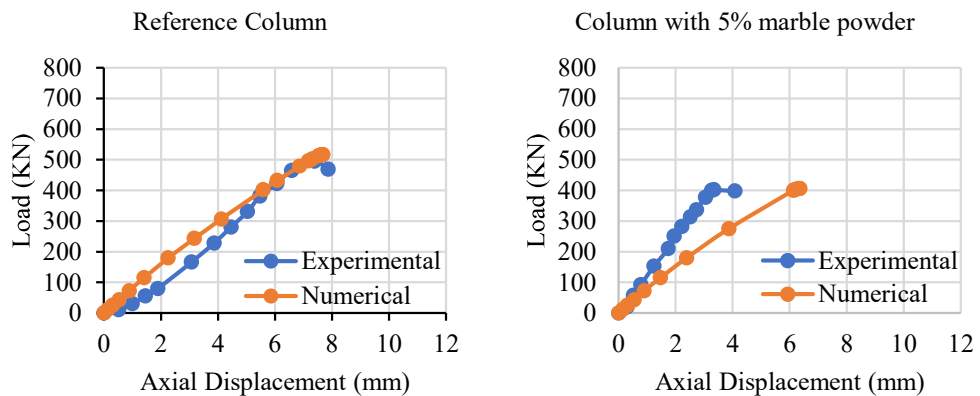 Reference Column
800
700
600
500
400
300
200
100
0
Load (KN)
Experimental
Numerical
0 2 4 6 8 10 12
Axial Displacement (mm)
Column with 5% marble powder
800
700
600
500
400
300
200
100
0
Load (KN)
Experimental
Numerical
0 2 4 6 8 10 12
Axial Displacement (mm)